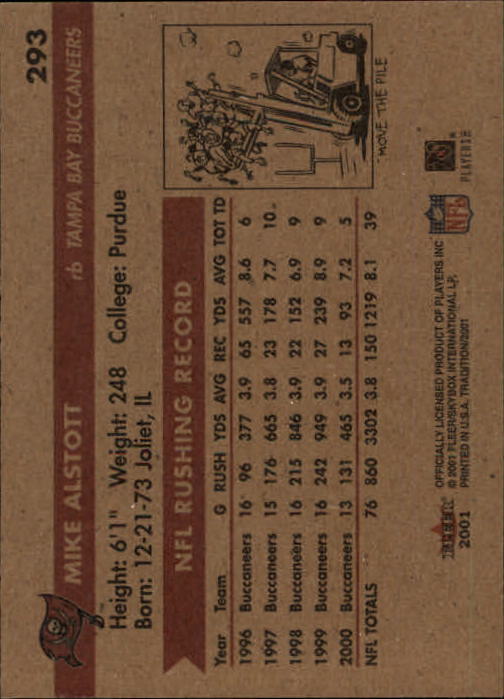 293
MIKE ALSTOTT rb TAMPA BAY BUCCANEERS
Height: 6'1" Weight: 248 College: Purdue
Born: 12-21-73 Joliet, IL
NFL RUSHING RECORD
Year Team G RUSH YDS AVG REC YDS AVG TOT TD
1996 Buccaneers 16 96 377 3.9 65 557 8.6 6
1997 Buccaneers 15 176 665 3.8 23 178 7.7 10
1998 Buccaneers 16 215 846 3.9 22 152 6.9 9
1999 Buccaneers 16 242 949 3.9 27 239 8.9 9
2000 Buccaneers 13 131 465 3.5 13 93 7.2 5
NFL TOTALS 76 860 3302 3.8 150 1219 8.1 39
"MOVE THE PILE
FLEER
2001
OFFICIALLY LICENSED PRODUCT OF PLAYERS INC
© 2001 FLEER/SKYBOX INTERNATIONAL LP.
PRINTED IN U.S.A. TRADITION/2001
NFL
PLAYERS